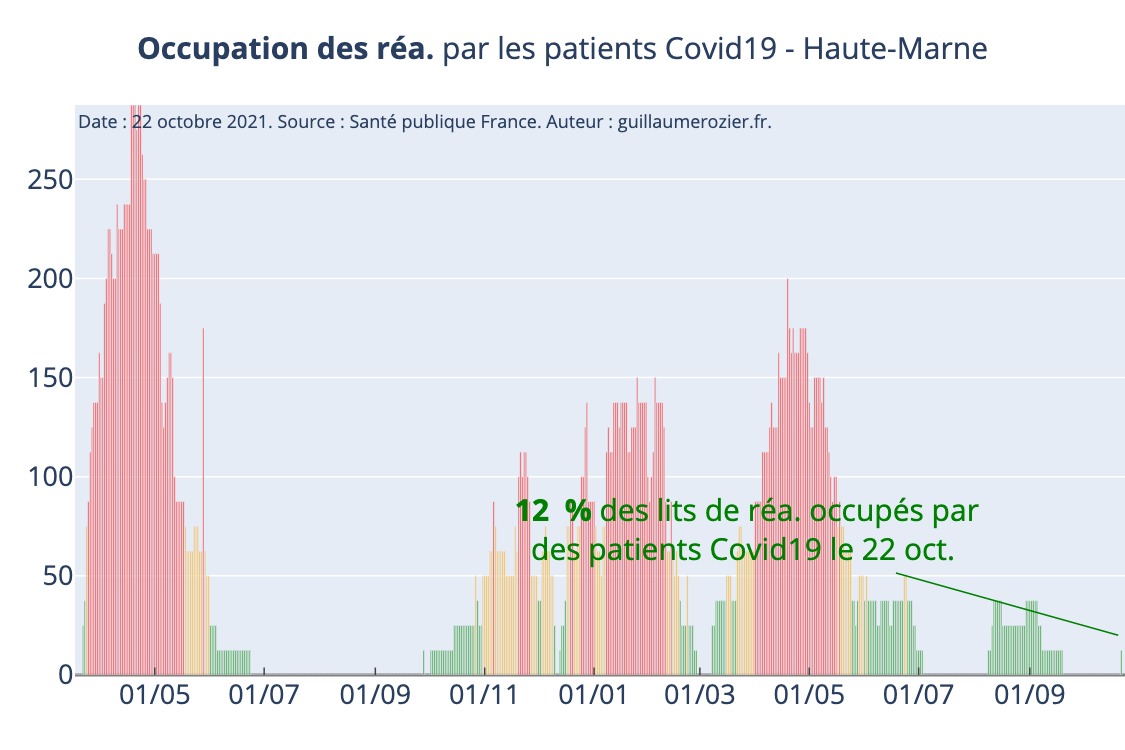 Occupation des réa. par les patients Covid19 - Haute-Marne
Date : 22 octobre 2021. Source : Santé publique France. Auteur : guillaumerozier.fr.
250
200
150
100
12 % des lits de réa. occupés par
des patients Covid19 le 22 oct.
50
0
01/05 01/07 01/09 01/11 01/01 01/03 01/05 01/07 01/09